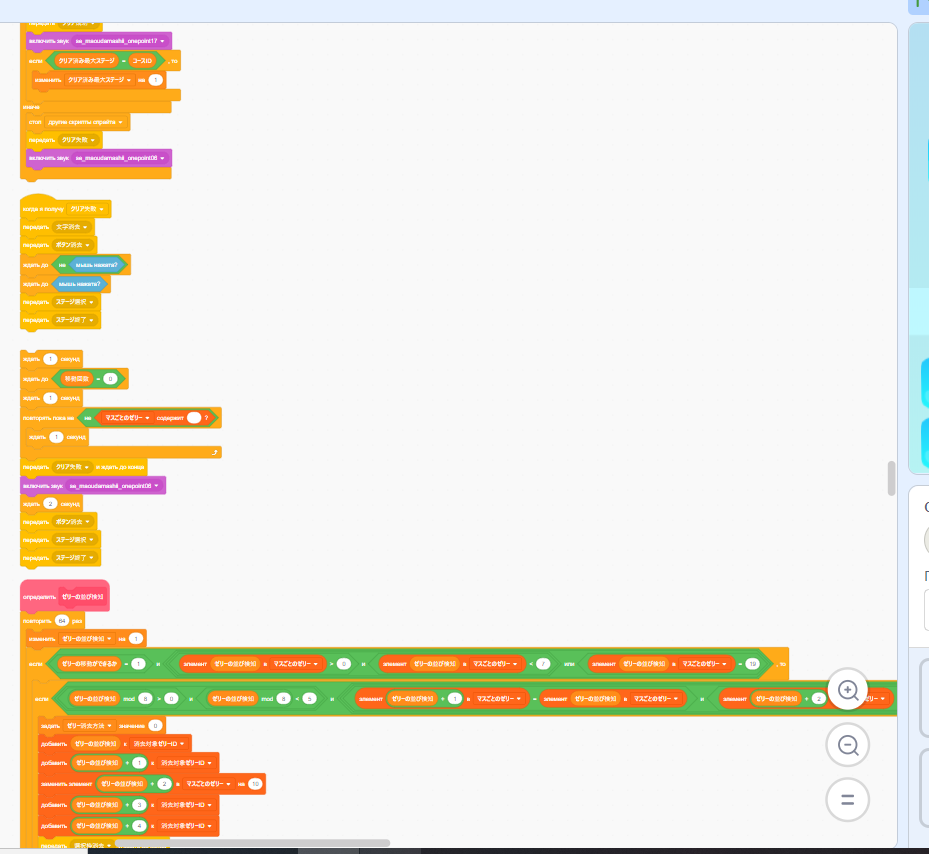 включить звук se_maoudamashii_onepoint17
если クリア済み最大ステージ = コースID , то
изменить クリア済み最大ステージ на 1
иначе
стоп другие скрипты спрайта
передать クリア失敗
включить звук se_maoudamashii_onepoint08
когда я получу クリア失敗
передать 文字消去
передать ボタン消去
ждать до не мышь нажата?
ждать до мышь нажата?
передать ステージ選択
передать ステージ終了
ждать 1 секунд
ждать до 移動個数 = 0
ждать 1 секунд
повторять пока не не マスごとのゼリー содержит ?
ждать 1 секунд
передать クリア失敗 и ждать до конца
включить звук se_maoudamashii_onepoint08
ждать 2 секунд
передать ボタン消去
передать ステージ選択
передать ステージ終了
определить ゼリーの並び検知
повторить 64 раз
изменить ゼリーの並び検知 на 1
если ゼリーの移動ができるか = 1 и элемент ゼリーの並び検知 в マスごとのゼリー > 0 и элемент ゼリーの並び検知 в マスごとのゼリー < 7 или элемент ゼリーの並び検知 в マスごとのゼリー = 19 , то
если ゼリーの並び検知 mod 8 > 0 и ゼリーの並び検知 mod 8 < 5 и элемент ゼリーの並び検知 + 1 в マスごとのゼリー = элемент ゼリーの並び検知 в マスごとのゼリー и элемент ゼリーの並び検知 + 2
задать ゼリー消去方法 значение 0
добавить ゼリーの並び検知 к 消去対象ゼリーID
добавить ゼリーの並び検知 + 1 к 消去対象ゼリーID
заменить элемент ゼリーの並び検知 + 2 в マスごとのゼリー на 10
добавить ゼリーの並び検知 + 3 к 消去対象ゼリーID
добавить ゼリーの並び検知 + 4 к 消去対象ゼリーID